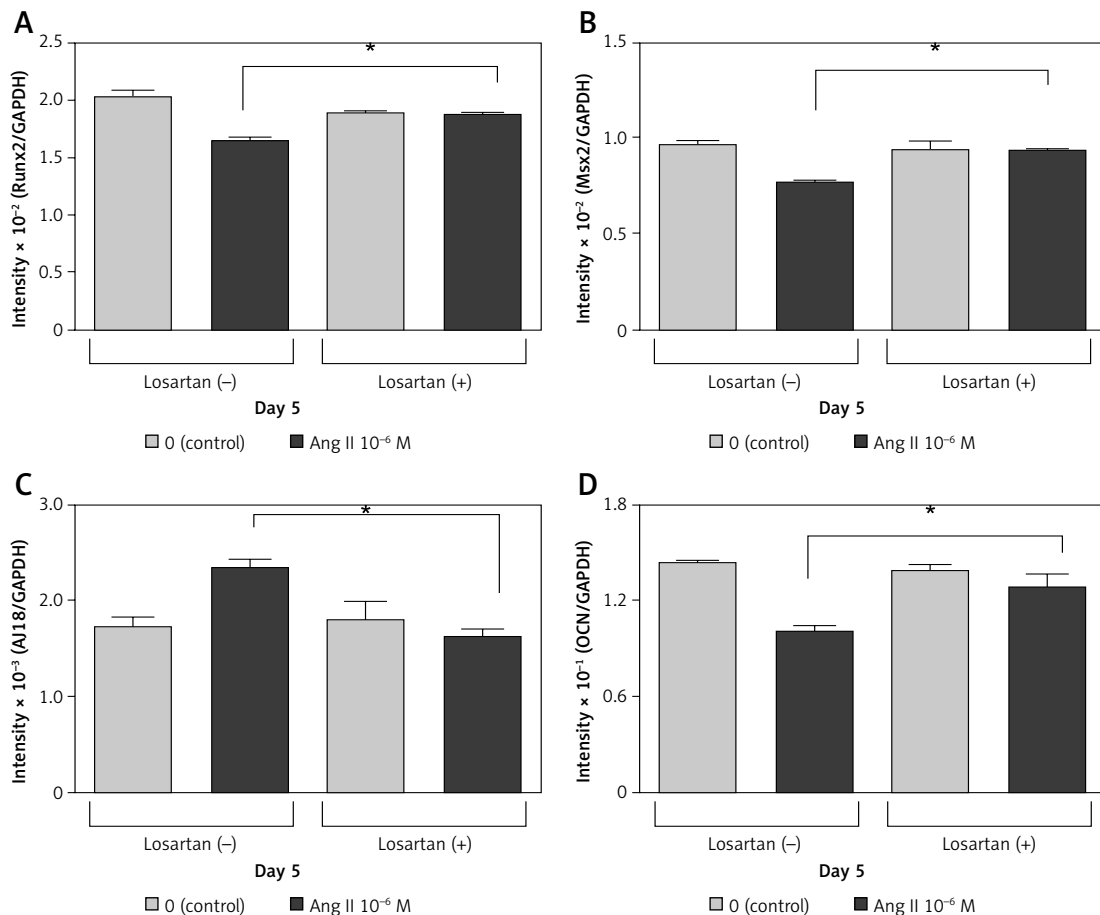 A
Intensity × 10⁻² (Runx2/GAPDH)
2.5
2.0
1.5
1.0
0.5
0
*
Losartan (–) Losartan (+)
Day 5
0 (control) Ang II 10⁻⁶ M
B
Intensity × 10⁻² (Msx2/GAPDH)
1.5
1.0
0.5
0
*
Losartan (–) Losartan (+)
Day 5
0 (control) Ang II 10⁻⁶ M
C
Intensity × 10⁻³ (AJ18/GAPDH)
3.0
2.0
1.0
0
*
Losartan (–) Losartan (+)
Day 5
0 (control) Ang II 10⁻⁶ M
D
Intensity × 10⁻¹ (OCN/GAPDH)
1.8
1.2
0.6
0
*
Losartan (–) Losartan (+)
Day 5
0 (control) Ang II 10⁻⁶ M